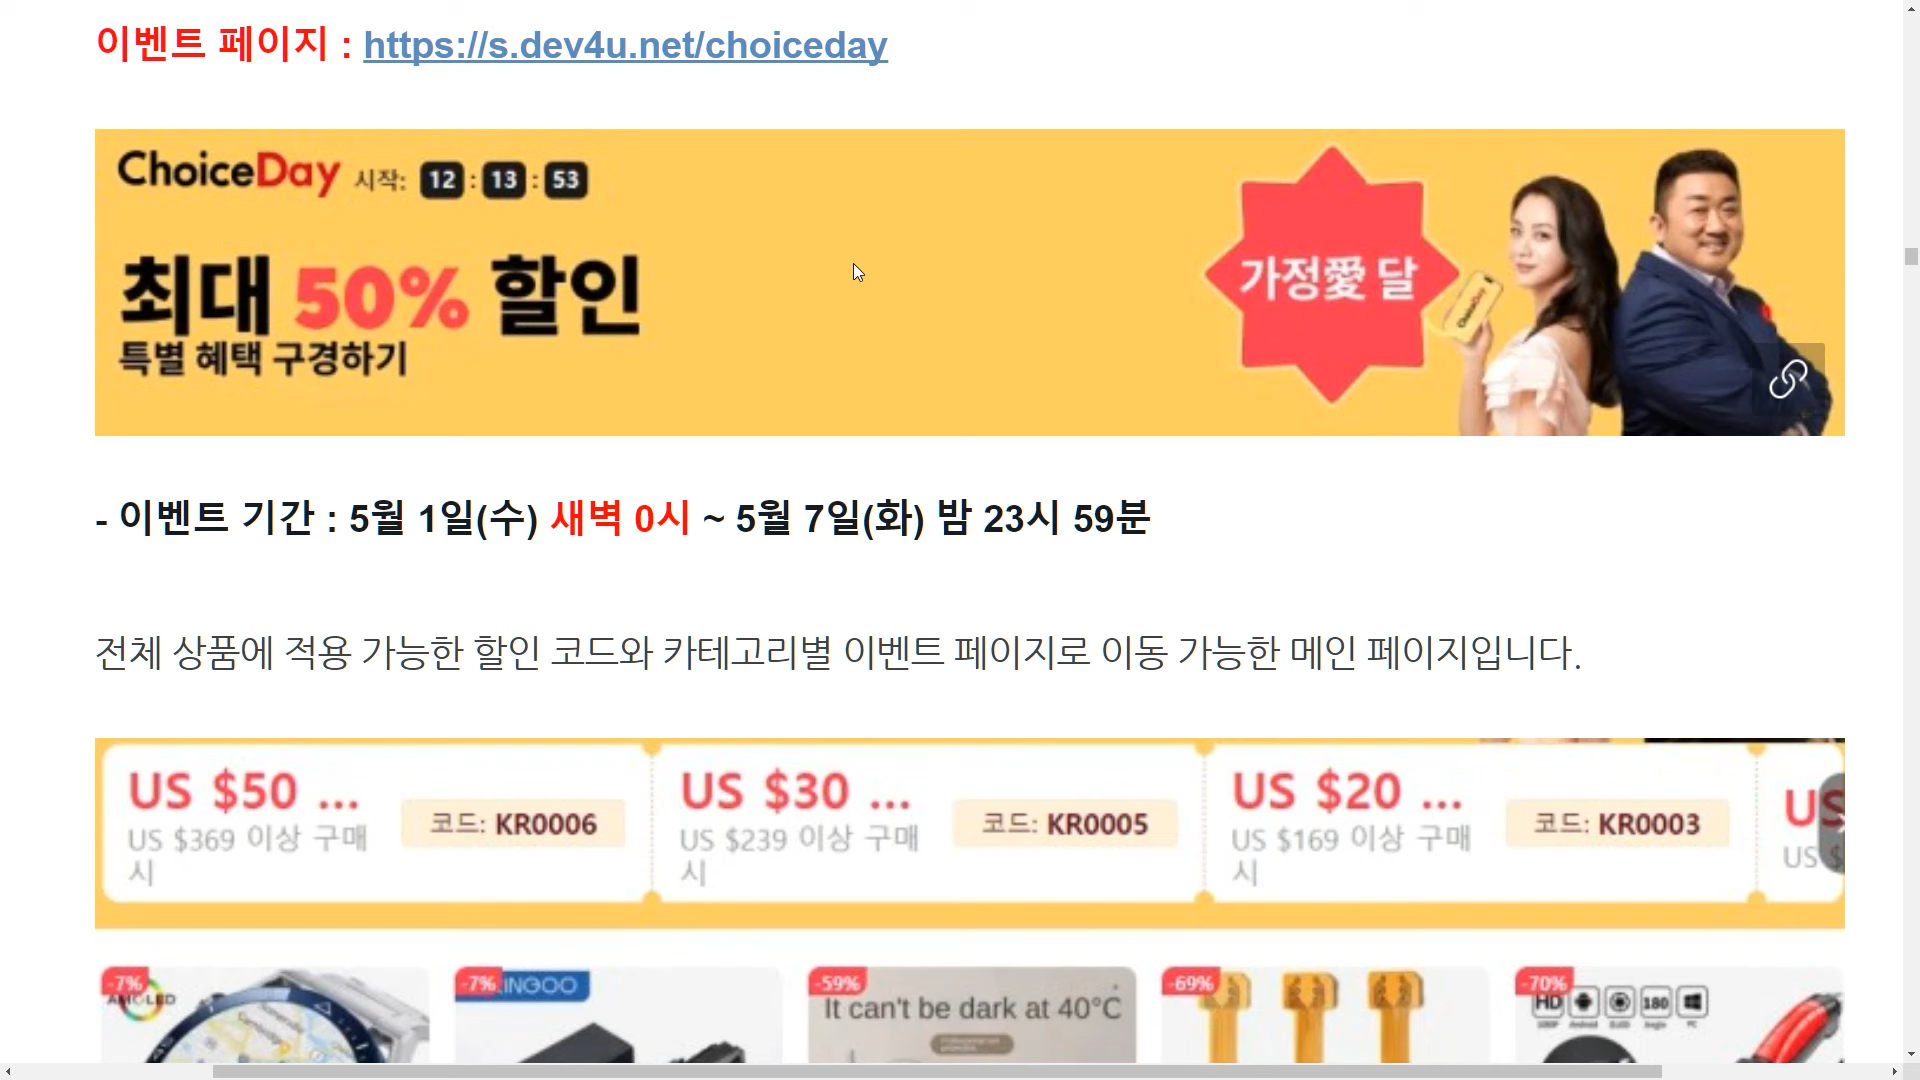 이벤트 페이지 : https://s.dev4u.net/choiceday
ChoiceDay 시작: 12 : 13 : 53
최대 50% 할인
특별 혜택 구경하기
가정愛 달
ChoiceDay
- 이벤트 기간 : 5월 1일(수) 새벽 0시 ~ 5월 7일(화) 밤 23시 59분
전체 상품에 적용 가능한 할인 코드와 카테고리별 이벤트 페이지로 이동 가능한 메인 페이지입니다.
US $50 ...
US $369 이상 구매
시
코드: KR0006
US $30 ...
US $239 이상 구매
시
코드: KR0005
US $20 ...
US $169 이상 구매
시
코드: KR0003
US
US $
-7%
AMOLED
-7%
INGOO
-59%
It can't be dark at 40°C
-69%
-70%
HD
180